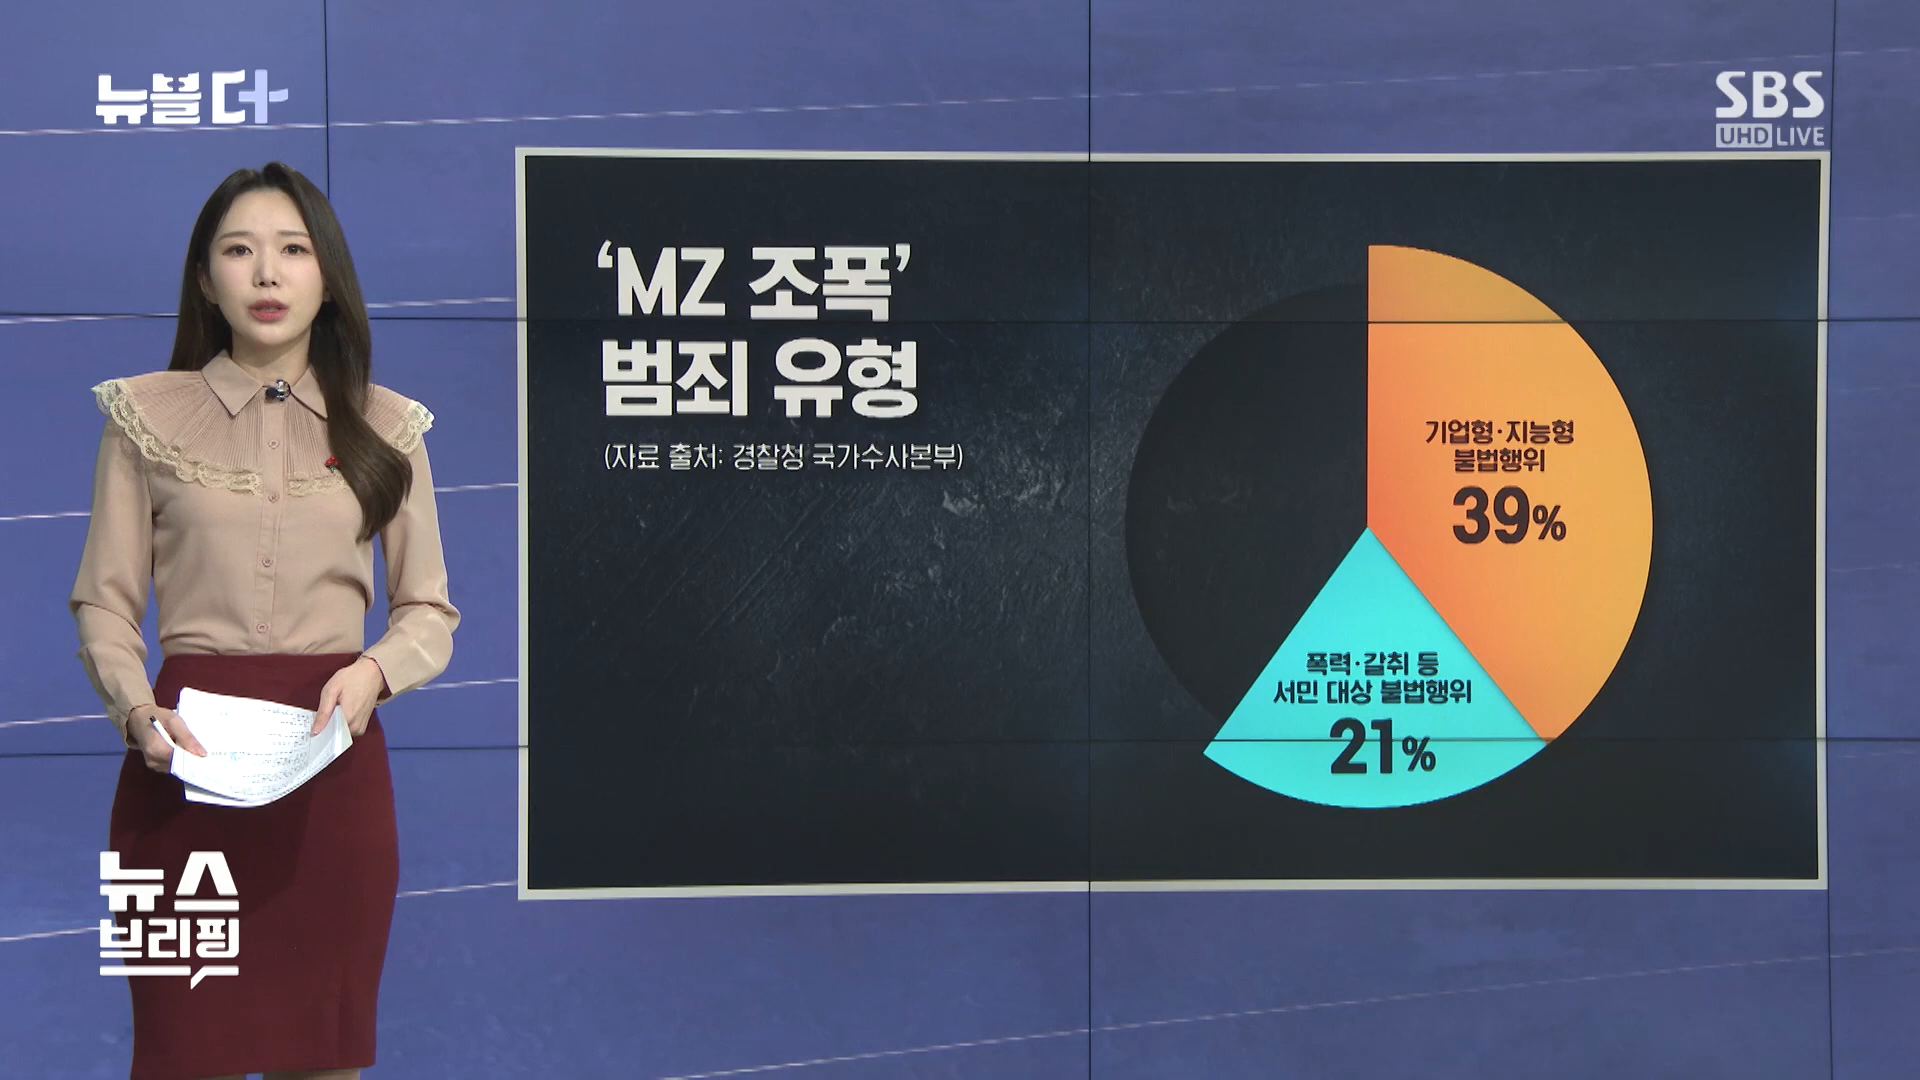 뉴블더+
SBS
UHD LIVE
‘MZ 조폭’
범죄 유형
(자료 출처: 경찰청 국가수사본부)
기업형·지능형
불법행위
39%
폭력·갈취 등
서민 대상 불법행위
21%
뉴스
브리핑